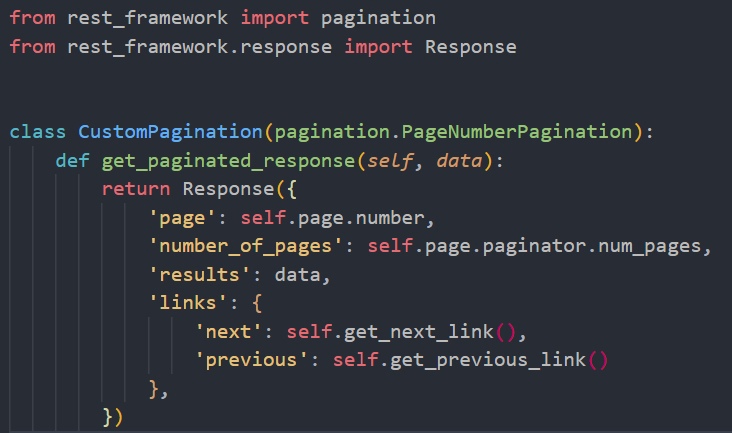 from rest_framework import pagination
from rest_framework.response import Response
class CustomPagination(pagination.PageNumberPagination):
    def get_paginated_response(self, data):
        return Response({
            'page': self.page.number,
            'number_of_pages': self.page.paginator.num_pages,
            'results': data,
            'links': {
                'next': self.get_next_link(),
                'previous': self.get_previous_link()
            },
        })